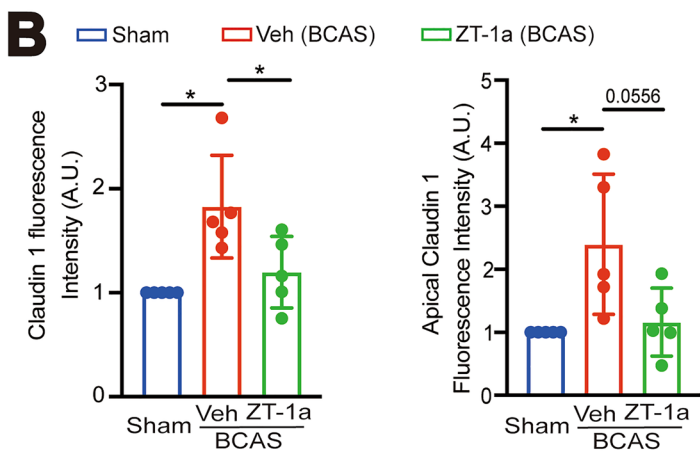 B
Sham Veh (BCAS) ZT-1a (BCAS)
Claudin 1 fluorescence
Intensity (A.U.)
3
2
1
0
*
*
Sham Veh ZT-1a
BCAS
Apical Claudin 1
Fluorescence Intensity (A.U.)
5
4
3
2
1
0
*
0.0556
Sham Veh ZT-1a
BCAS